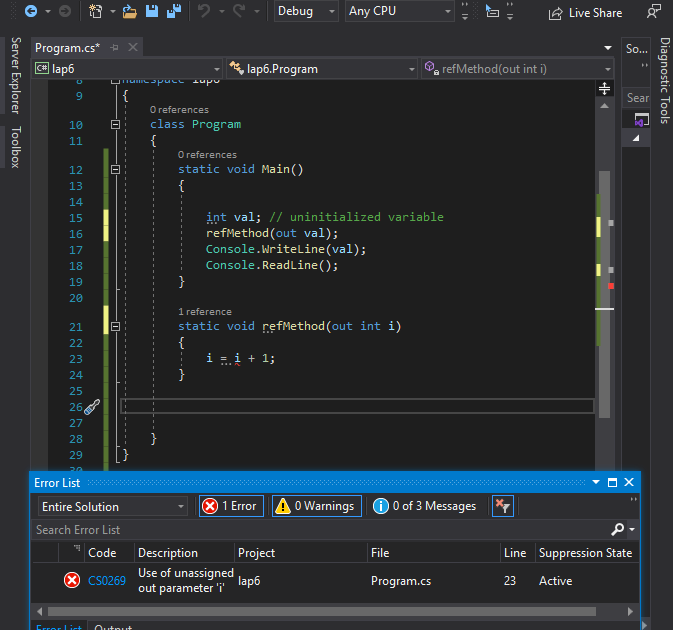 Debug Any CPU Live Share
Server Explorer
Toolbox
Program.cs*
So...
Diagnostic Tools
C# lap6 lap6.Program refMethod(out int i)
Sear
8 namespace lap6
9 {
0 references
10 class Program
11 {
0 references
12 static void Main()
13 {
14
15 int val; // uninitialized variable
16 refMethod(out val);
17 Console.WriteLine(val);
18 Console.ReadLine();
19 }
20
1 reference
21 static void refMethod(out int i)
22 {
23 i = i + 1;
24 }
25
26
27
28 }
29 }
30
Error List
Entire Solution 1 Error 0 Warnings 0 of 3 Messages
Search Error List
Code Description Project File Line Suppression State
CS0269 Use of unassigned out parameter 'i' lap6 Program.cs 23 Active
Error List Output